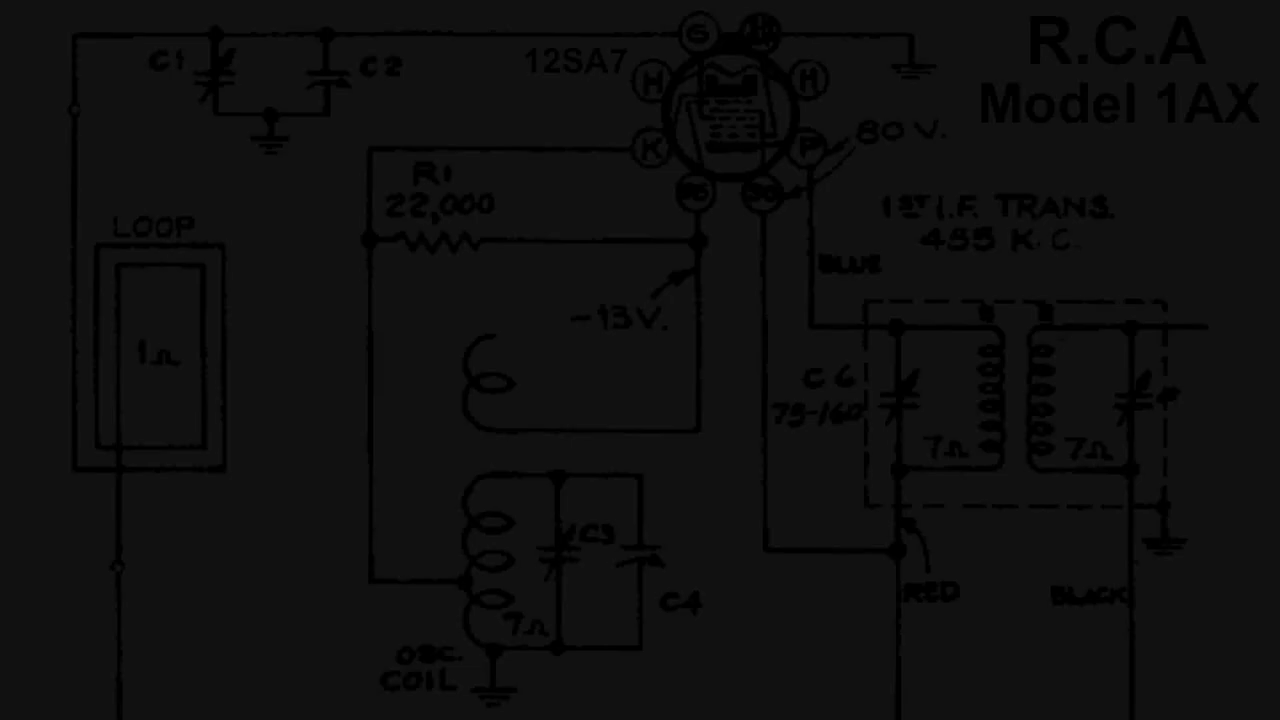 R.C.A
Model 1AX
12SA7
G
H
H
K
P
C1
C2
80 V.
R1
22,000
1ST I.F. TRANS.
455 K.C.
LOOP
BLUE
-13V.
1Ω
C6
75-160
7Ω
7Ω
C3
C4
RED
BLACK
7Ω
OSC.
COIL